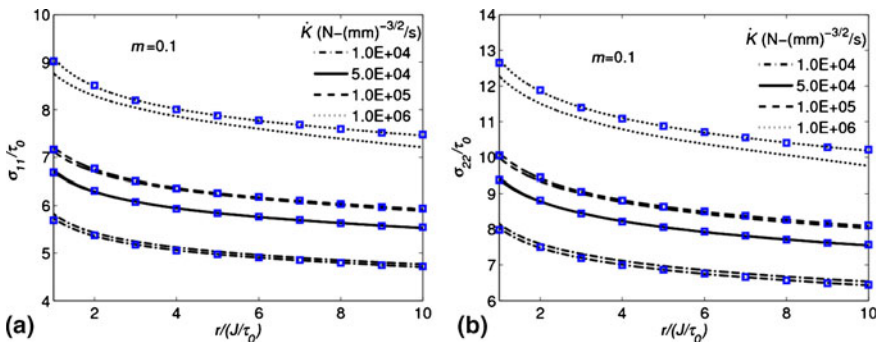 10
9
8
7
6
5
4
σ₁₁/τ₀
m=0.1
K̇ (N−(mm)⁻³/²/s)
1.0E+04
5.0E+04
1.0E+05
1.0E+06
2 4 6 8 10
r/(J/τ₀)
(a)
14
13
12
11
10
9
8
7
6
σ₂₂/τ₀
m=0.1
K̇ (N−(mm)⁻³/²/s)
1.0E+04
5.0E+04
1.0E+05
1.0E+06
2 4 6 8 10
r/(J/τ₀)
(b)